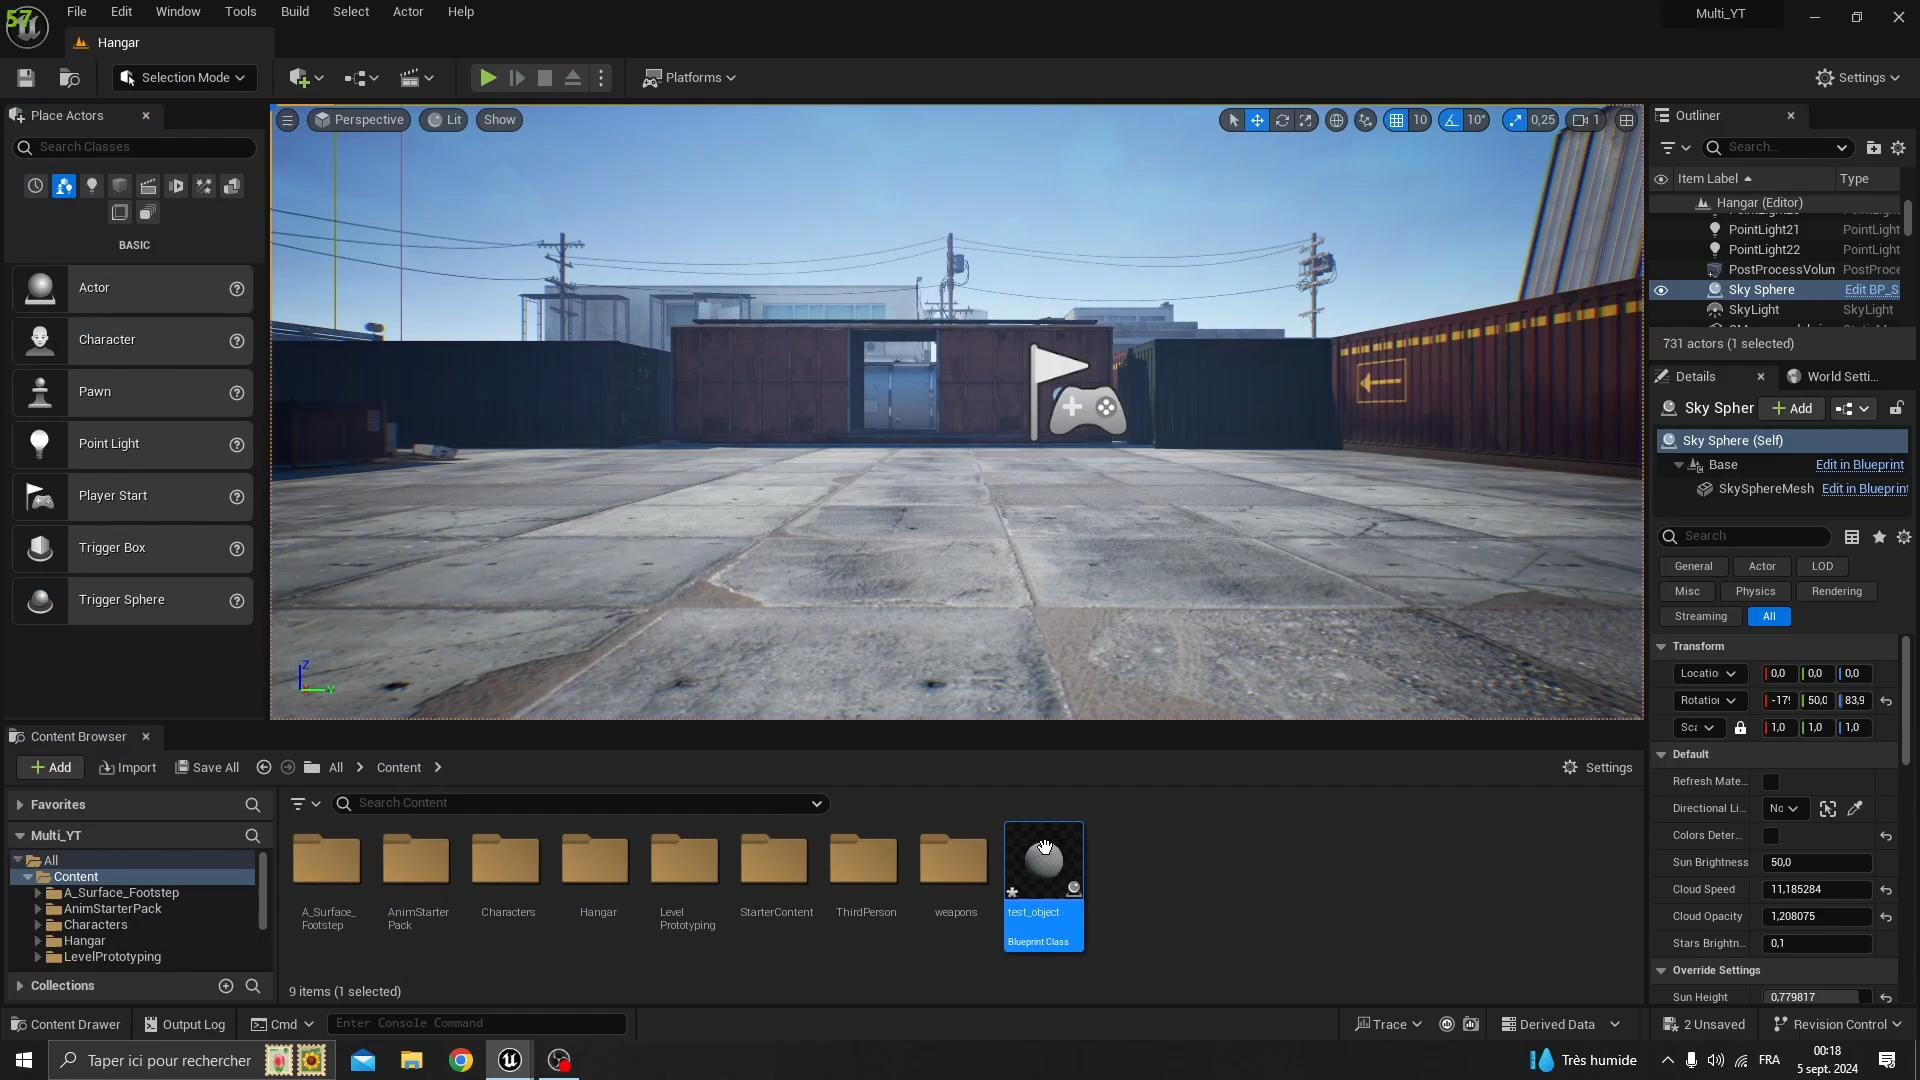 57
File Edit Window Tools Build Select Actor Help
Multi_YT
Hangar
Selection Mode
Platforms
Settings
Place Actors
Search Classes
BASIC
Actor
Character
Pawn
Point Light
Player Start
Trigger Box
Trigger Sphere
Perspective Lit Show
10 10° 0,25 1
Z
Y
Outliner
Search...
Item Label Type
Hangar (Editor)
PointLight21 PointLight
PointLight22 PointLight
PostProcessVolum PostProce
Sky Sphere Edit BP_S
SkyLight SkyLight
731 actors (1 selected)
Details World Setti...
Sky Spher Add
Sky Sphere (Self)
Base Edit in Blueprint
SkySphereMesh Edit in Blueprint
Search
General Actor LOD
Misc Physics Rendering
Streaming All
Transform
Locatio 0,0 0,0 0,0
Rotation -179 50,0 83,9
Sca 1,0 1,0 1,0
Default
Refresh Mate...
Directional Li... Nc
Colors Deter...
Sun Brightness 50,0
Cloud Speed 11,185284
Cloud Opacity 1,208075
Stars Brightn... 0,1
Override Settings
Sun Height 0,779817
Content Browser
Add Import Save All All Content Settings
Favorites
Search Content
Multi_YT
All
Content
A_Surface_Footstep
AnimStarterPack
Characters
Hangar
LevelPrototyping
Collections
A_Surface_
Footstep
AnimStarter
Pack
Characters
Hangar
Level
Prototyping
StarterContent
ThirdPerson
weapons
test_object
Blueprint Class
9 items (1 selected)
Content Drawer Output Log Cmd Enter Console Command Trace Derived Data 2 Unsaved Revision Control
Taper ici pour rechercher
Très humide
FRA
00:18
5 sept. 2024